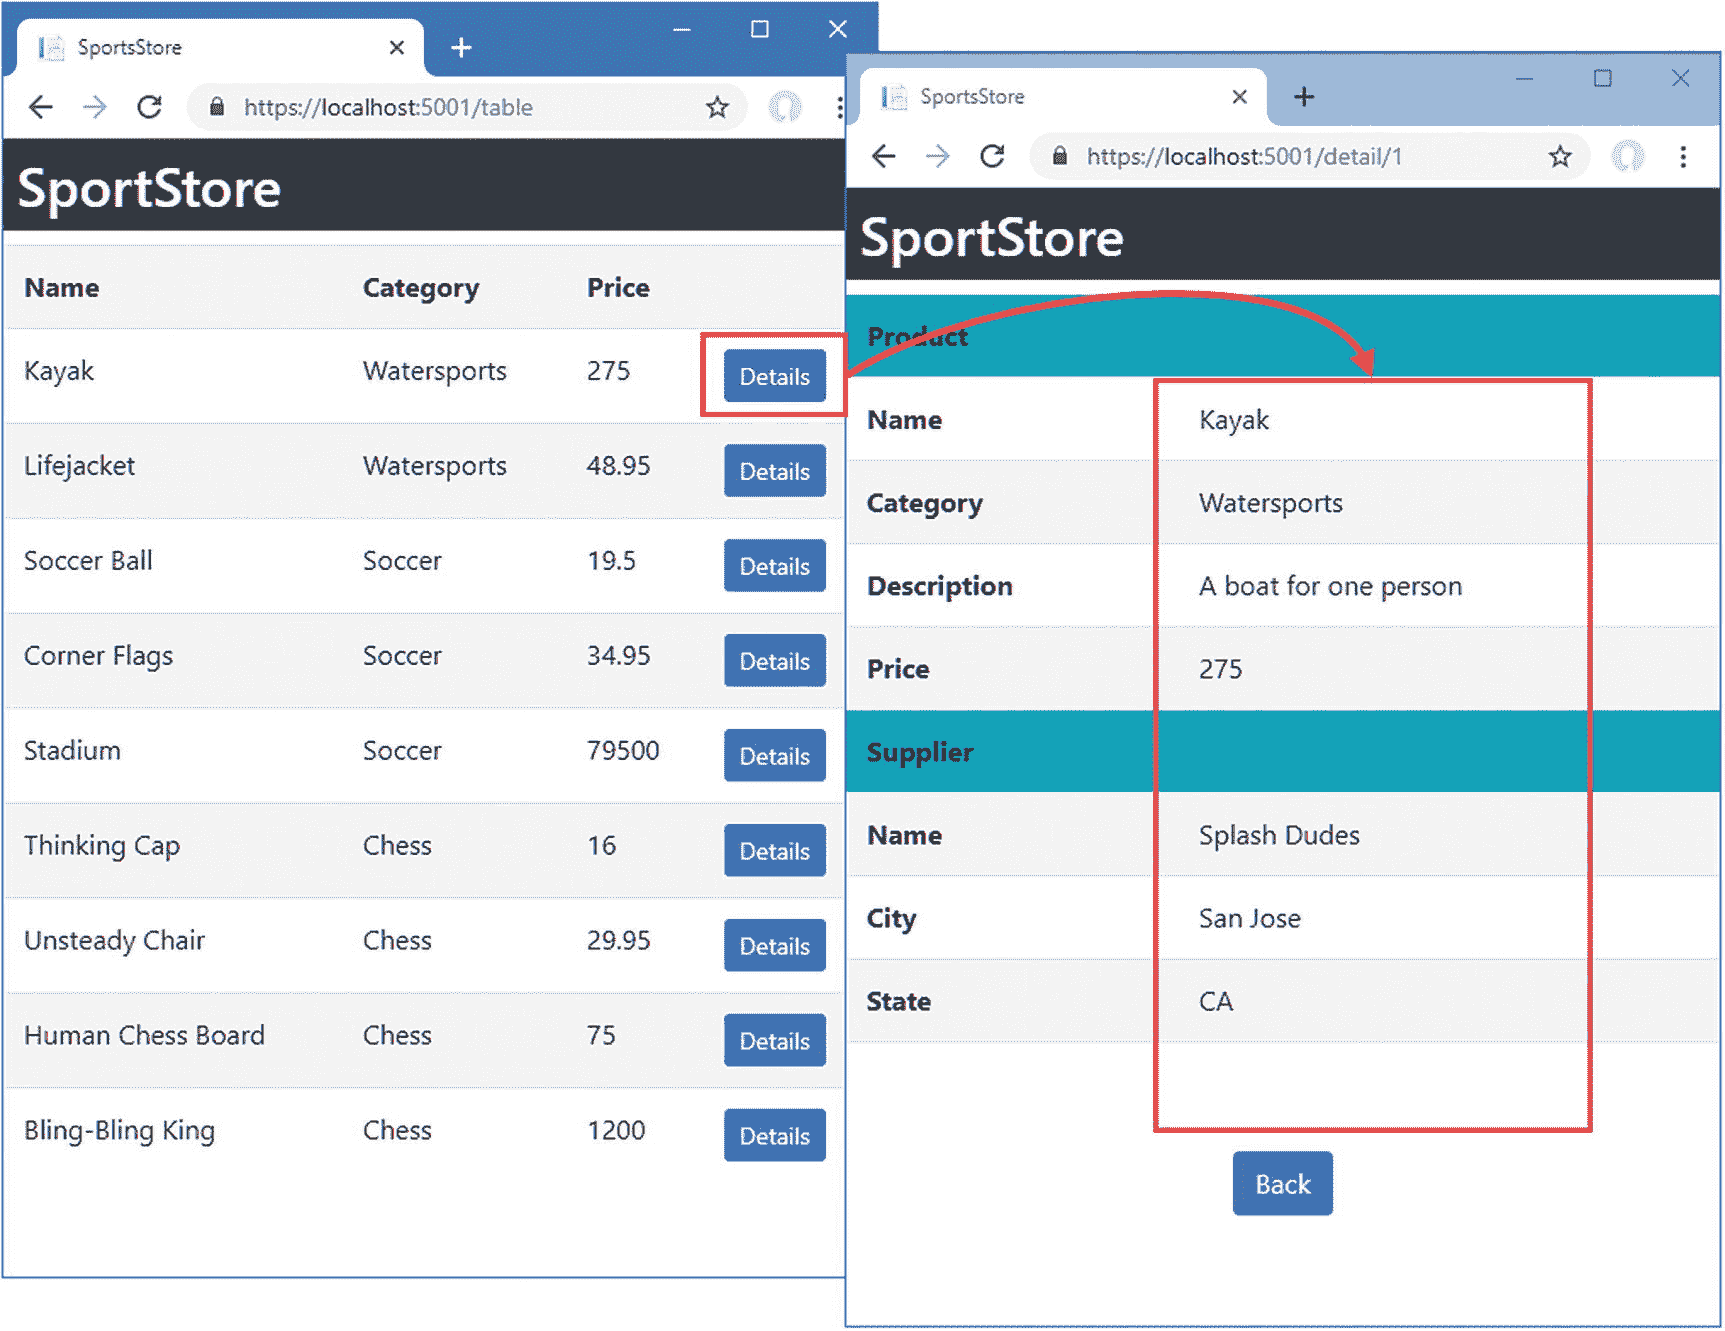 SportsStore
https://localhost:5001/table
SportStore
Name Category Price
Kayak Watersports 275 Details
Lifejacket Watersports 48.95 Details
Soccer Ball Soccer 19.5 Details
Corner Flags Soccer 34.95 Details
Stadium Soccer 79500 Details
Thinking Cap Chess 16 Details
Unsteady Chair Chess 29.95 Details
Human Chess Board Chess 75 Details
Bling-Bling King Chess 1200 Details
SportsStore
https://localhost:5001/detail/1
SportStore
Product
Name Kayak
Category Watersports
Description A boat for one person
Price 275
Supplier
Name Splash Dudes
City San Jose
State CA
Back